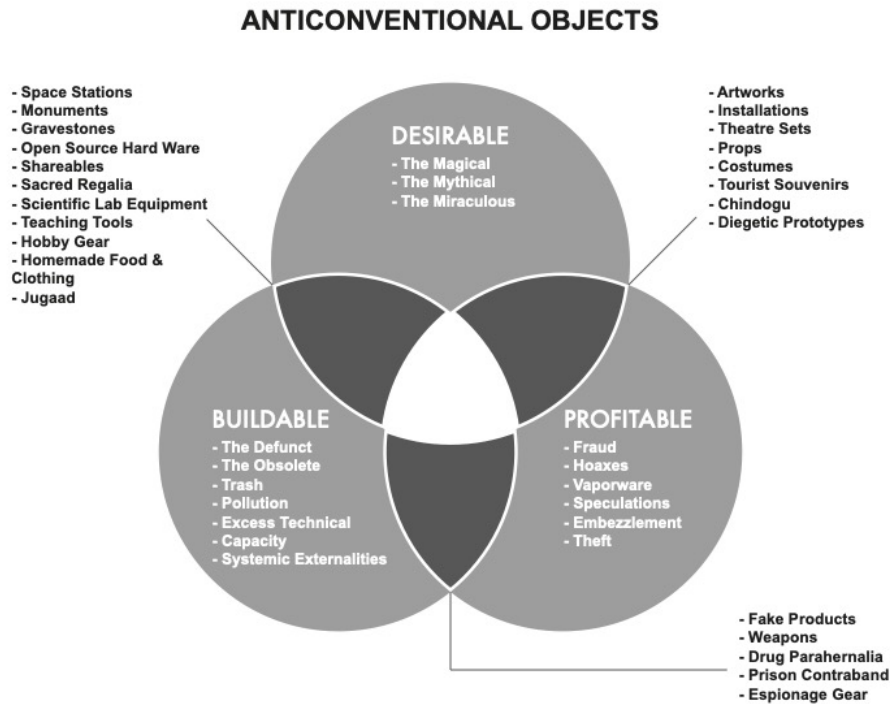 ANTICONVENTIONAL OBJECTS
- Space Stations
- Monuments
- Gravestones
- Open Source Hard Ware
- Shareables
- Sacred Regalia
- Scientific Lab Equipment
- Teaching Tools
- Hobby Gear
- Homemade Food &
Clothing
- Jugaad
DESIRABLE
- The Magical
- The Mythical
- The Miraculous
- Artworks
- Installations
- Theatre Sets
- Props
- Costumes
- Tourist Souvenirs
- Chindogu
- Diegetic Prototypes
BUILDABLE
- The Defunct
- The Obsolete
- Trash
- Pollution
- Excess Technical
- Capacity
- Systemic Externalities
PROFITABLE
- Fraud
- Hoaxes
- Vaporware
- Speculations
- Embezzlement
- Theft
- Fake Products
- Weapons
- Drug Parahernalia
- Prison Contraband
- Espionage Gear